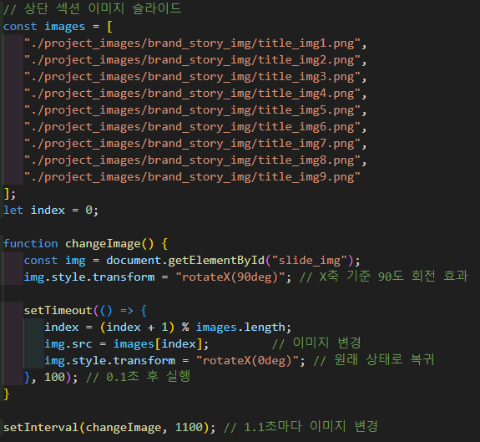 // 상단 섹션 이미지 슬라이드
const images = [
    "./project_images/brand_story_img/title_img1.png",
    "./project_images/brand_story_img/title_img2.png",
    "./project_images/brand_story_img/title_img3.png",
    "./project_images/brand_story_img/title_img4.png",
    "./project_images/brand_story_img/title_img5.png",
    "./project_images/brand_story_img/title_img6.png",
    "./project_images/brand_story_img/title_img7.png",
    "./project_images/brand_story_img/title_img8.png",
    "./project_images/brand_story_img/title_img9.png"
];
let index = 0;
function changeImage() {
    const img = document.getElementById("slide_img");
    img.style.transform = "rotateX(90deg)"; // X축 기준 90도 회전 효과
    setTimeout(() => {
        index = (index + 1) % images.length;
        img.src = images[index];        // 이미지 변경
        img.style.transform = "rotateX(0deg)"; // 원래 상태로 복귀
    }, 100); // 0.1초 후 실행
}
setInterval(changeImage, 1100); // 1.1초마다 이미지 변경